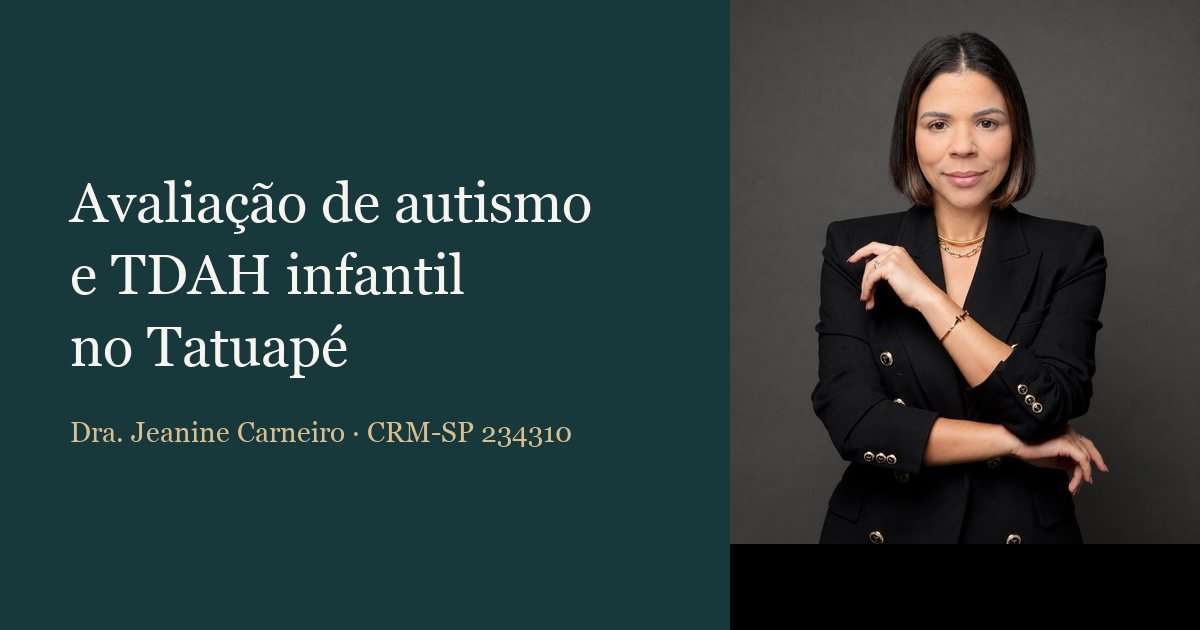 Avaliação de autismo
e TDAH infantil
no Tatuapé
Dra. Jeanine Carneiro · CRM-SP 234310